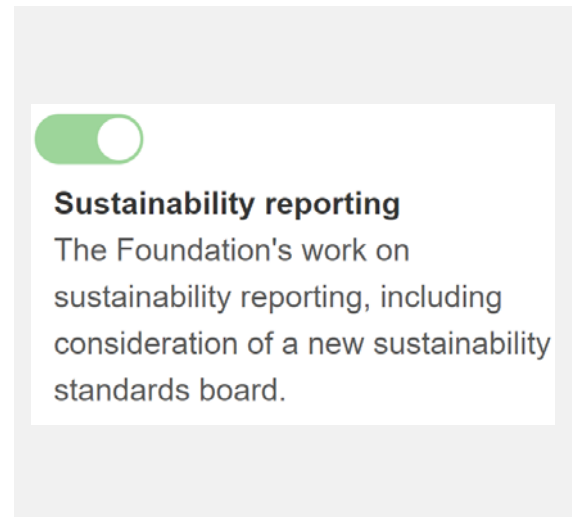 Sustainability reporting
The Foundation's work on
sustainability reporting, including
consideration of a new sustainability
standards board.